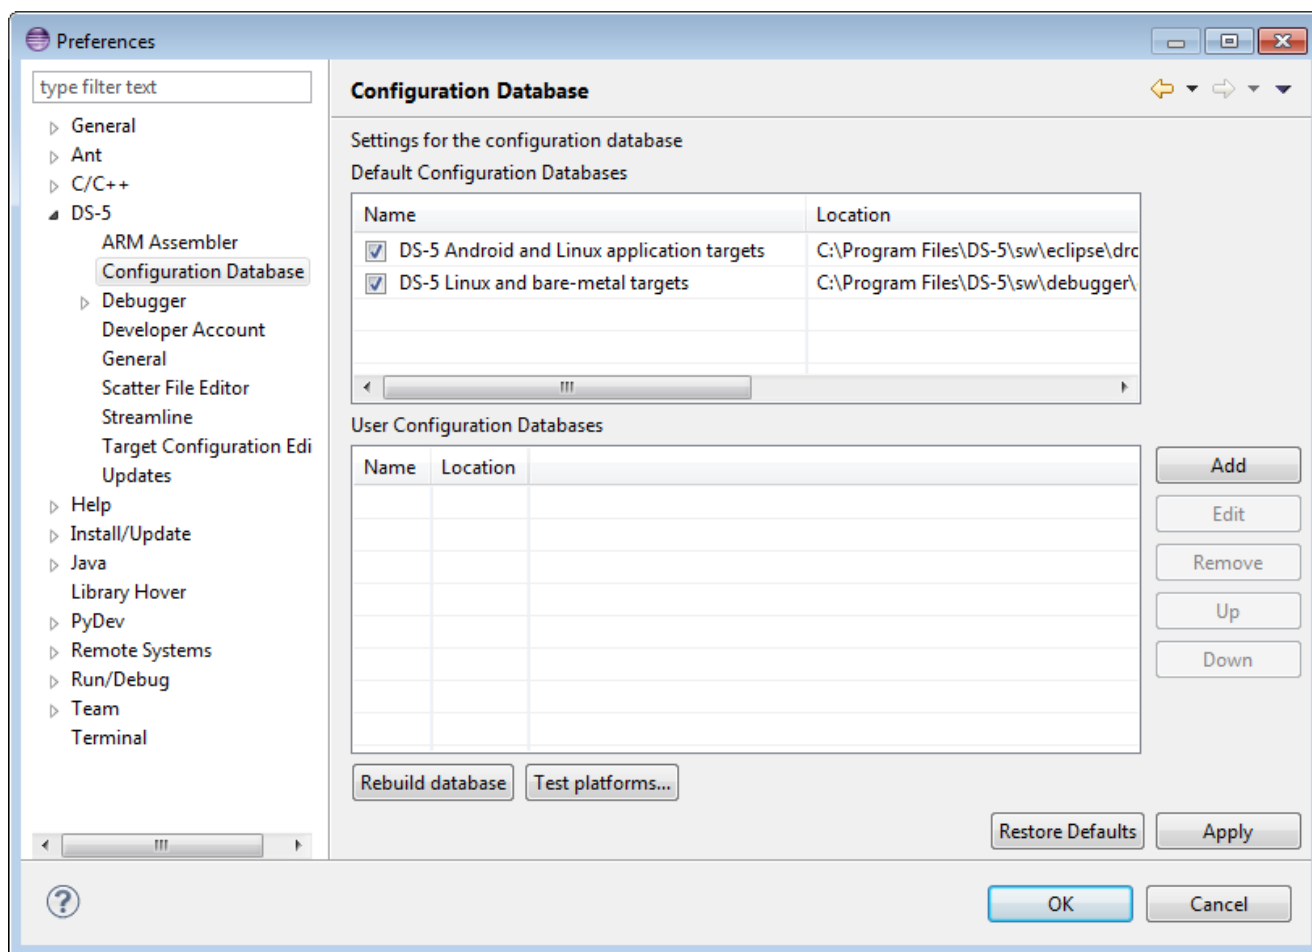 Preferences
type filter text
General
Ant
C/C++
DS-5
ARM Assembler
Configuration Database
Debugger
Developer Account
General
Scatter File Editor
Streamline
Target Configuration Edi
Updates
Help
Install/Update
Java
Library Hover
PyDev
Remote Systems
Run/Debug
Team
Terminal
Configuration Database
Settings for the configuration database
Default Configuration Databases
Name Location
DS-5 Android and Linux application targets C:\Program Files\DS-5\sw\eclipse\drc
DS-5 Linux and bare-metal targets C:\Program Files\DS-5\sw\debugger\
User Configuration Databases
Name Location
Add
Edit
Remove
Up
Down
Rebuild database Test platforms...
Restore Defaults Apply
OK Cancel